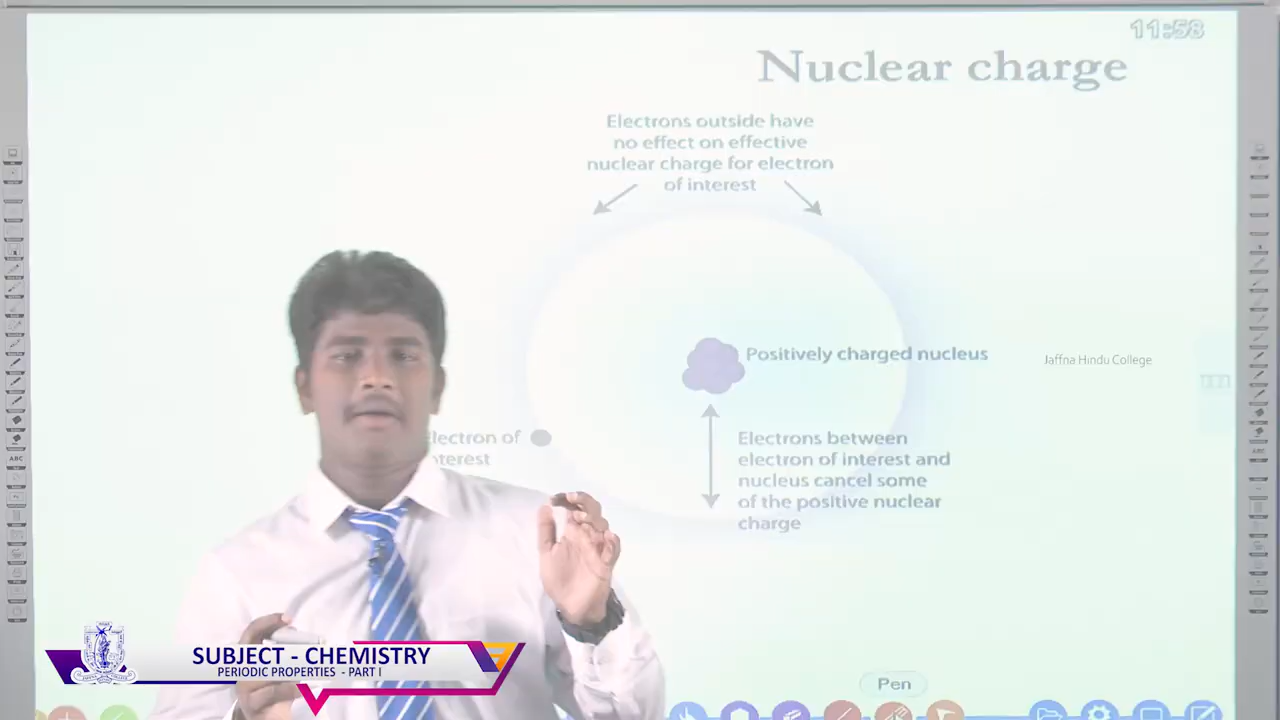 11:58
Nuclear charge
Electrons outside have
no effect on effective
nuclear charge for electron
of interest
Positively charged nucleus
Jaffna Hindu College
lectron of
terest
Electrons between
electron of interest and
nucleus cancel some
of the positive nuclear
charge
SUBJECT - CHEMISTRY
PERIODIC PROPERTIES - PART I
Pen
ABC